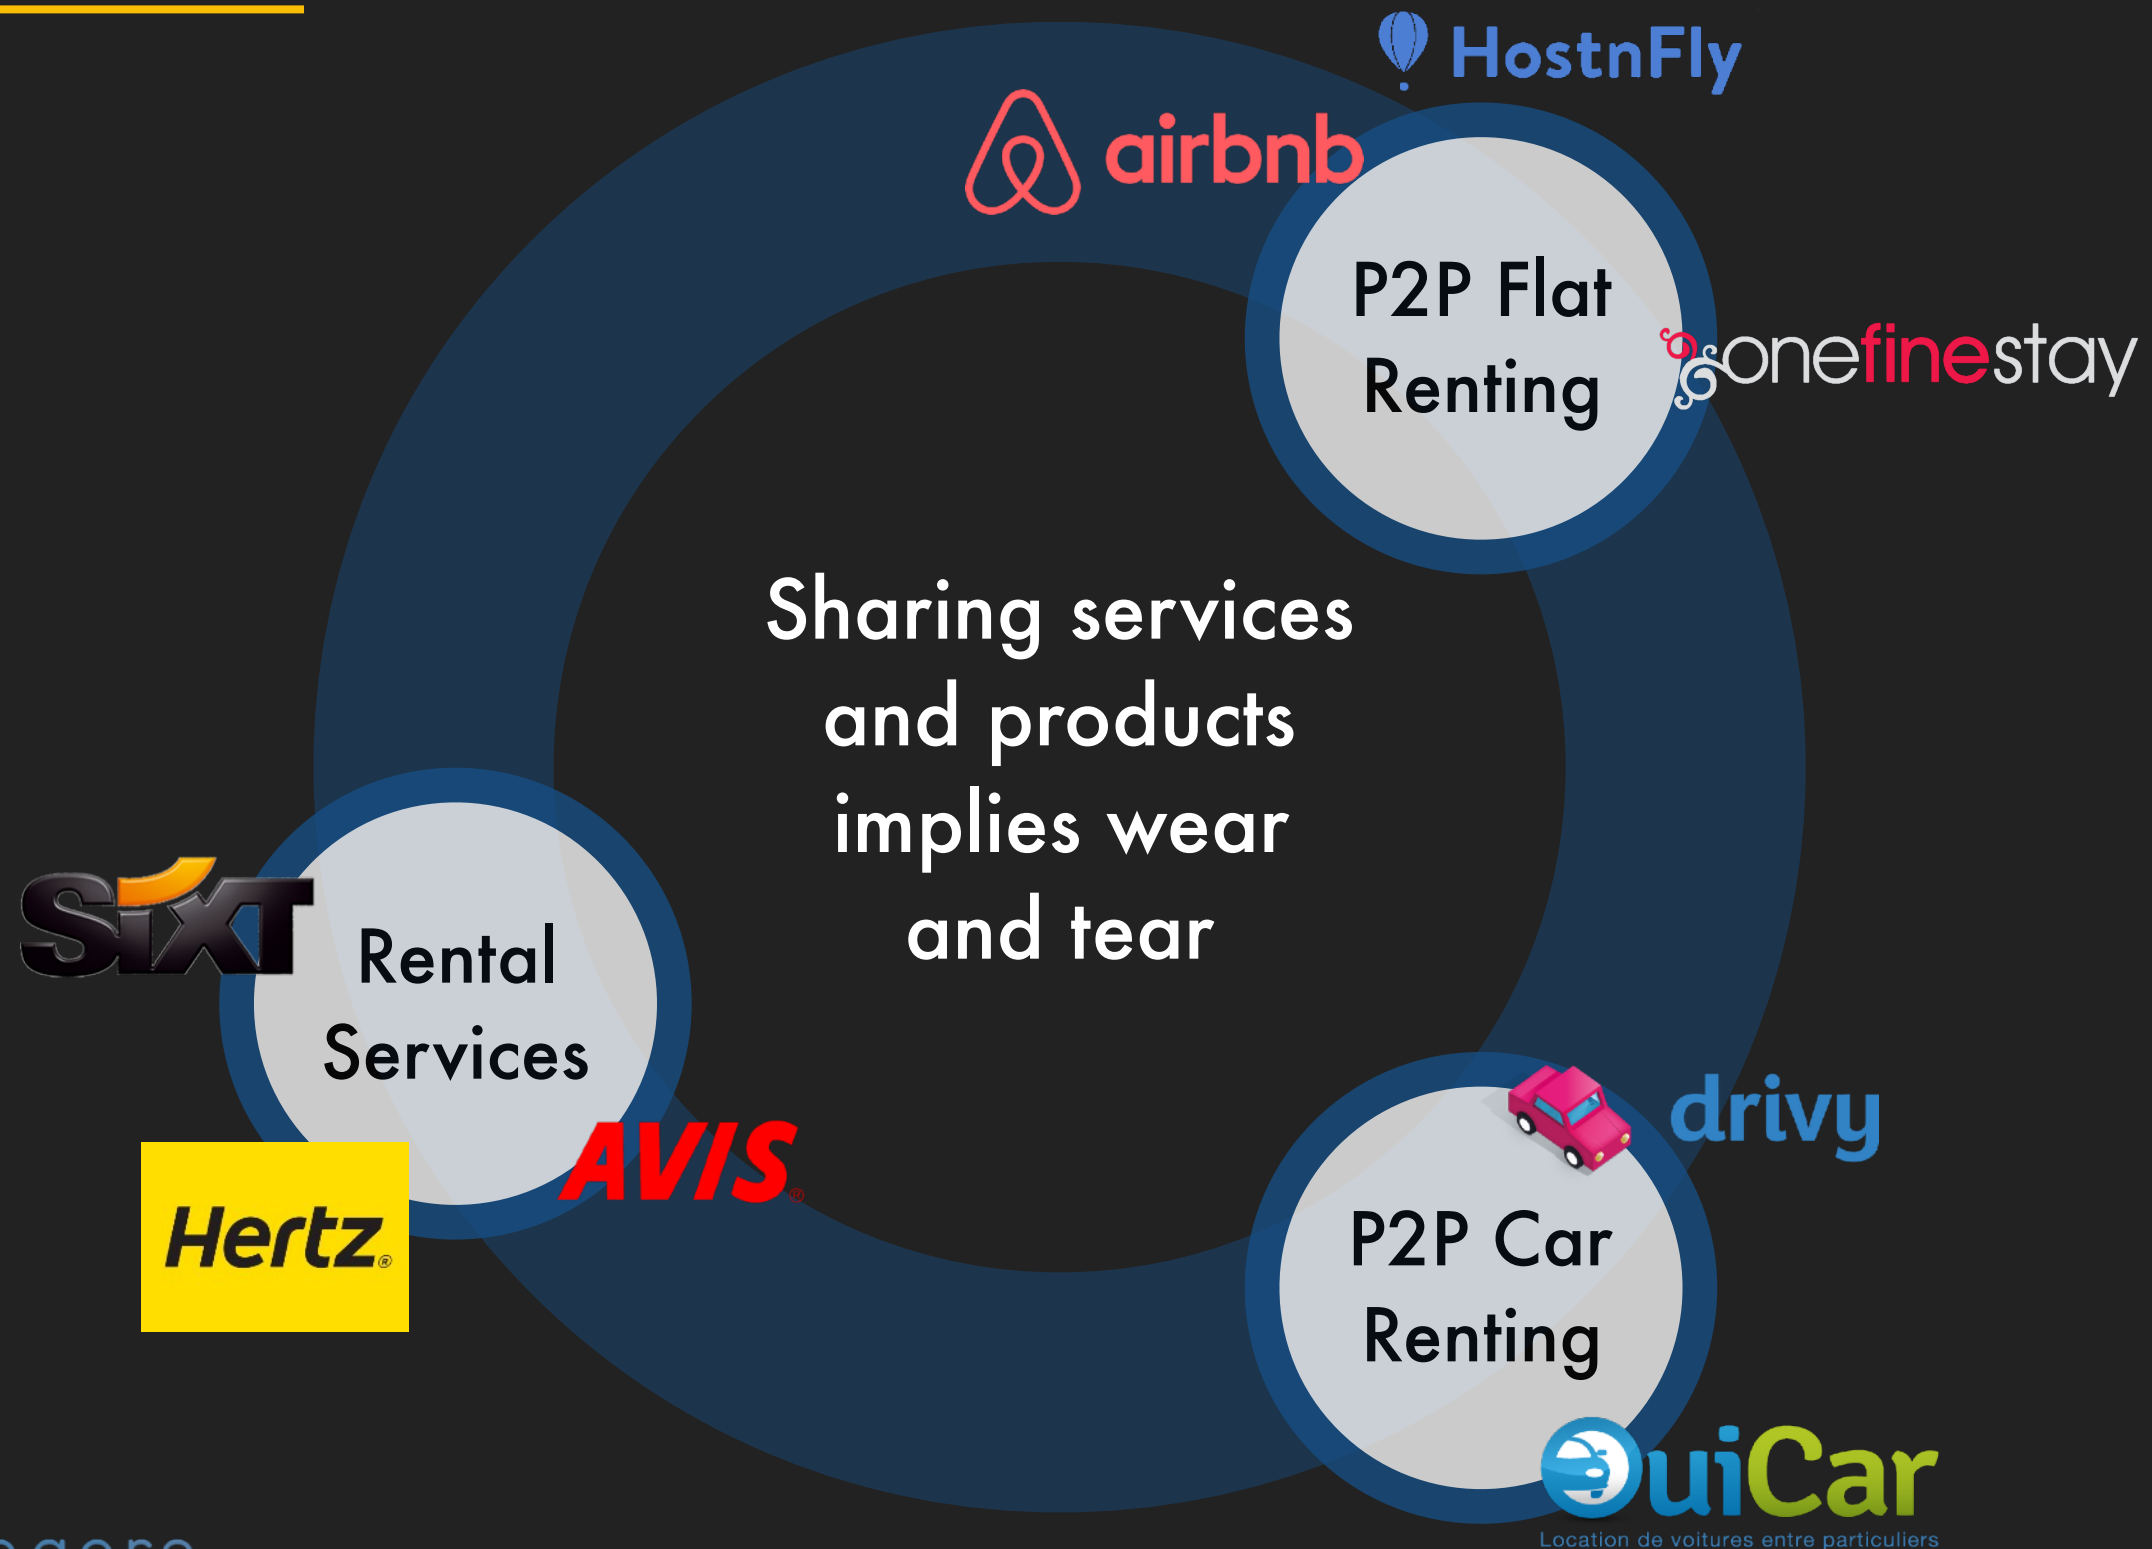 HostnFly
airbnb
P2P Flat
Renting
onefinestay
Sharing services
and products
implies wear
and tear
SIXT
Rental
Services
Hertz®
AVIS®
drivy
P2P Car
Renting
OuiCar
Location de voitures entre particuliers